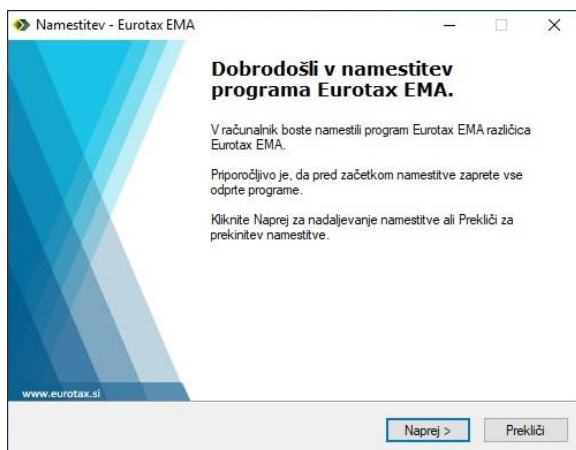 Namestitev - Eurotax EMA
Dobrodošli v namestitev
programa Eurotax EMA.
V računalnik boste namestili program Eurotax EMA različica
Eurotax EMA.
Priporočljivo je, da pred začetkom namestitve zaprete vse
odprte programe.
Kliknite Naprej za nadaljevanje namestitve ali Prekliči za
prekinitev namestitve.
www.eurotax.si
Naprej >
Prekliči